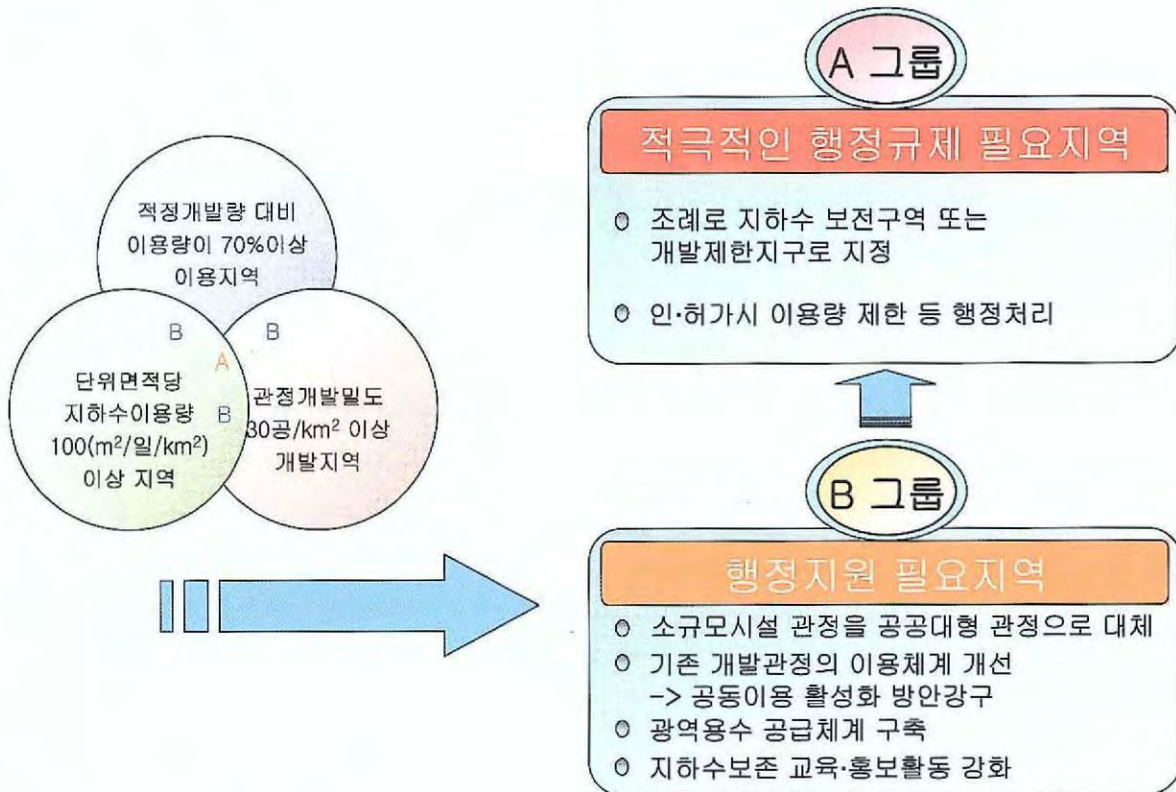 적정개발량 대비
이용량이 70%이상
이용지역
B
B
A
B
단위면적당
지하수이용량
100(m²/일/km²)
이상 지역
관정개발밀도
30공/km² 이상
개발지역
A 그룹
적극적인 행정규제 필요지역
조례로 지하수 보전구역 또는
개발제한지구로 지정
인·허가시 이용량 제한 등 행정처리
B 그룹
행정지원 필요지역
소규모시설 관정을 공공대형 관정으로 대체
기존 개발관정의 이용체계 개선
-> 공동이용 활성화 방안강구
광역용수 공급체계 구축
지하수보존 교육·홍보활동 강화